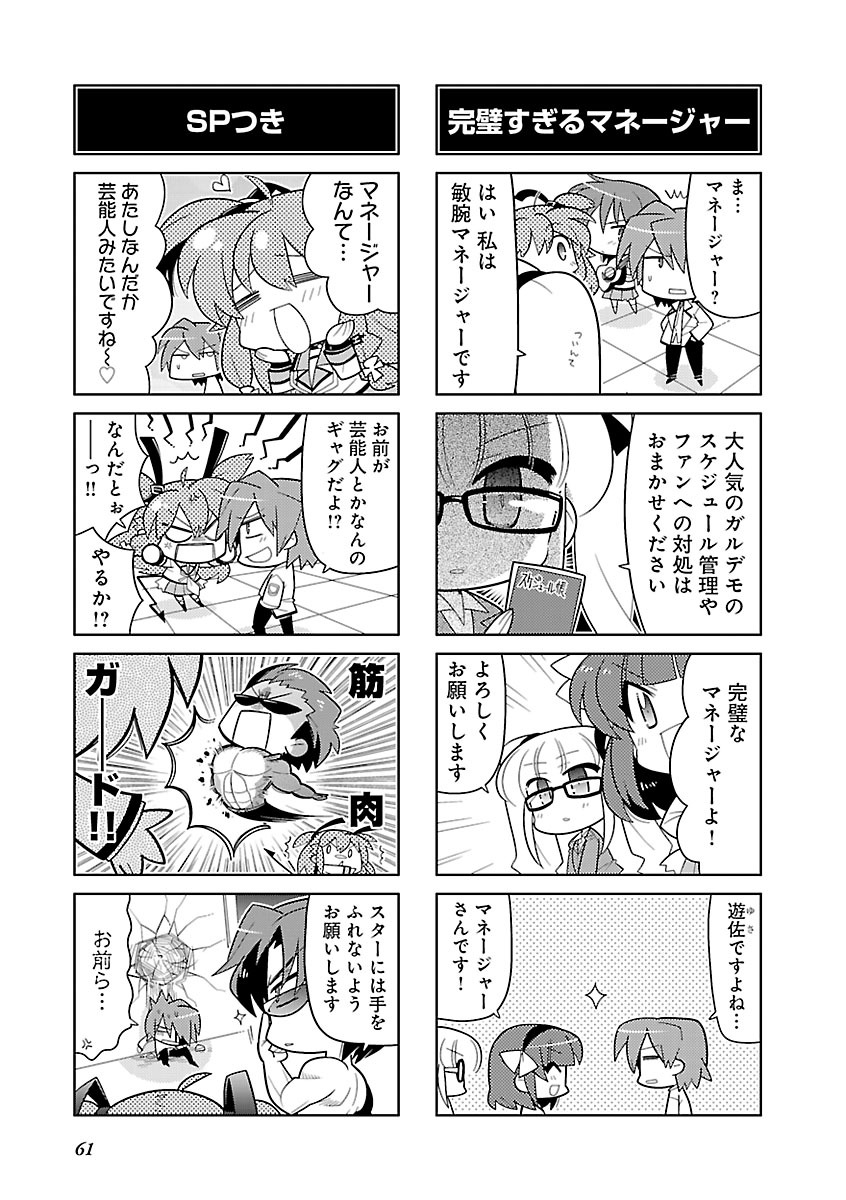 完璧すぎるマネージャー
ま…
マネージャー？
はい 私は
敏腕マネージャーです
ついんて
大人気のガルデモの
スケジュール管理や
ファンへの対処は
おまかせください
スケジュール帳
完璧な
マネージャーよ！
よろしく
お願いします
遊佐ですよね…
ゆさ
マネージャー
さんです！
SPつき
マネージャー
なんて…
あたしなんだか
芸能人みたいですね～♡
お前が
芸能人とかなんの
ギャグだよ!?
なんだとぉ
――っ!!
やるか!?
筋
肉
ガ――ド!!
スターには手を
ふれないよう
お願いします
お前ら…
61